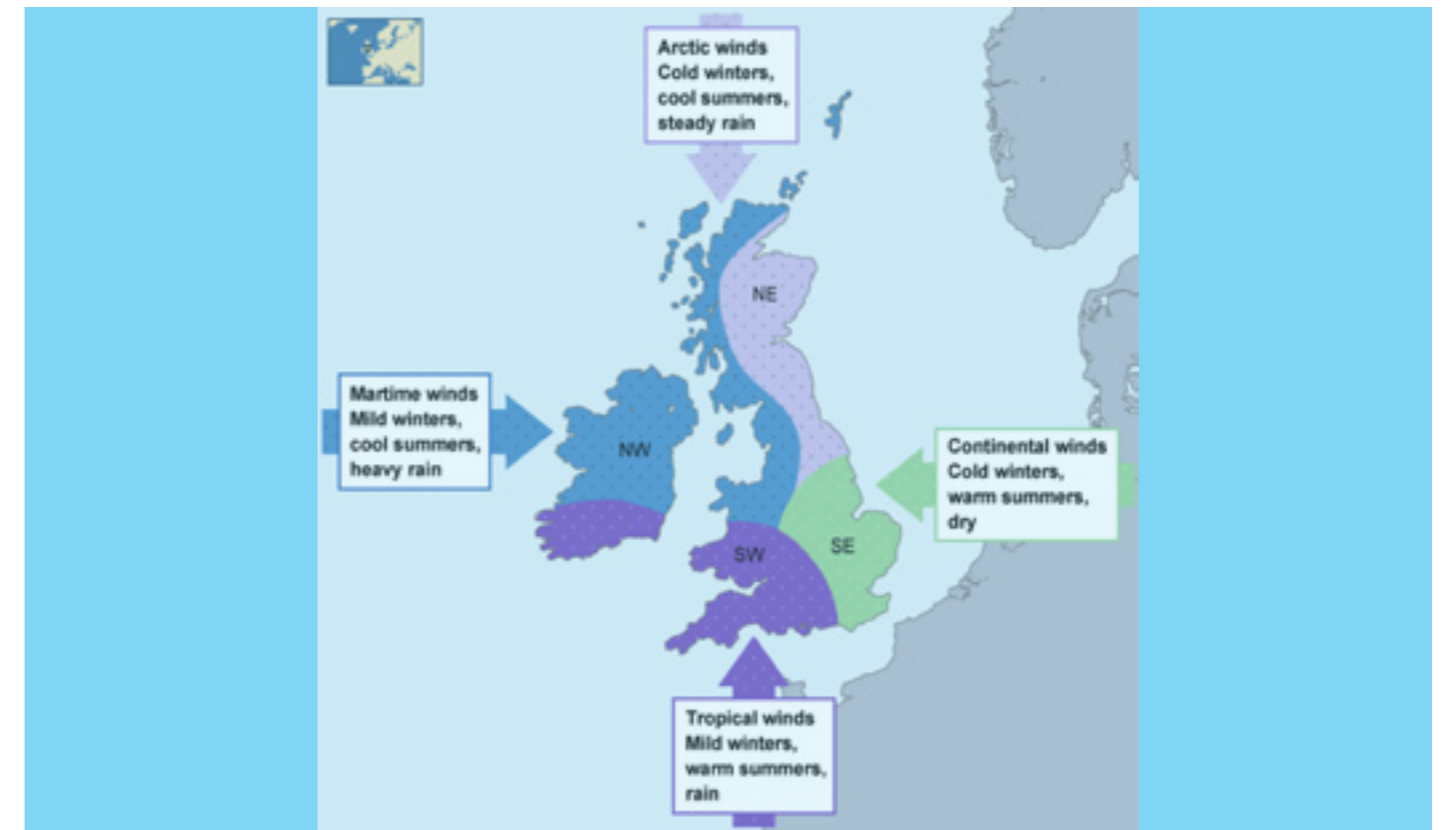 Arctic winds
Cold winters,
cool summers,
steady rain
NE
Martime winds
Mild winters,
cool summers,
heavy rain
NW
Continental winds
Cold winters,
warm summers,
dry
SE
SW
Tropical winds
Mild winters,
warm summers,
rain